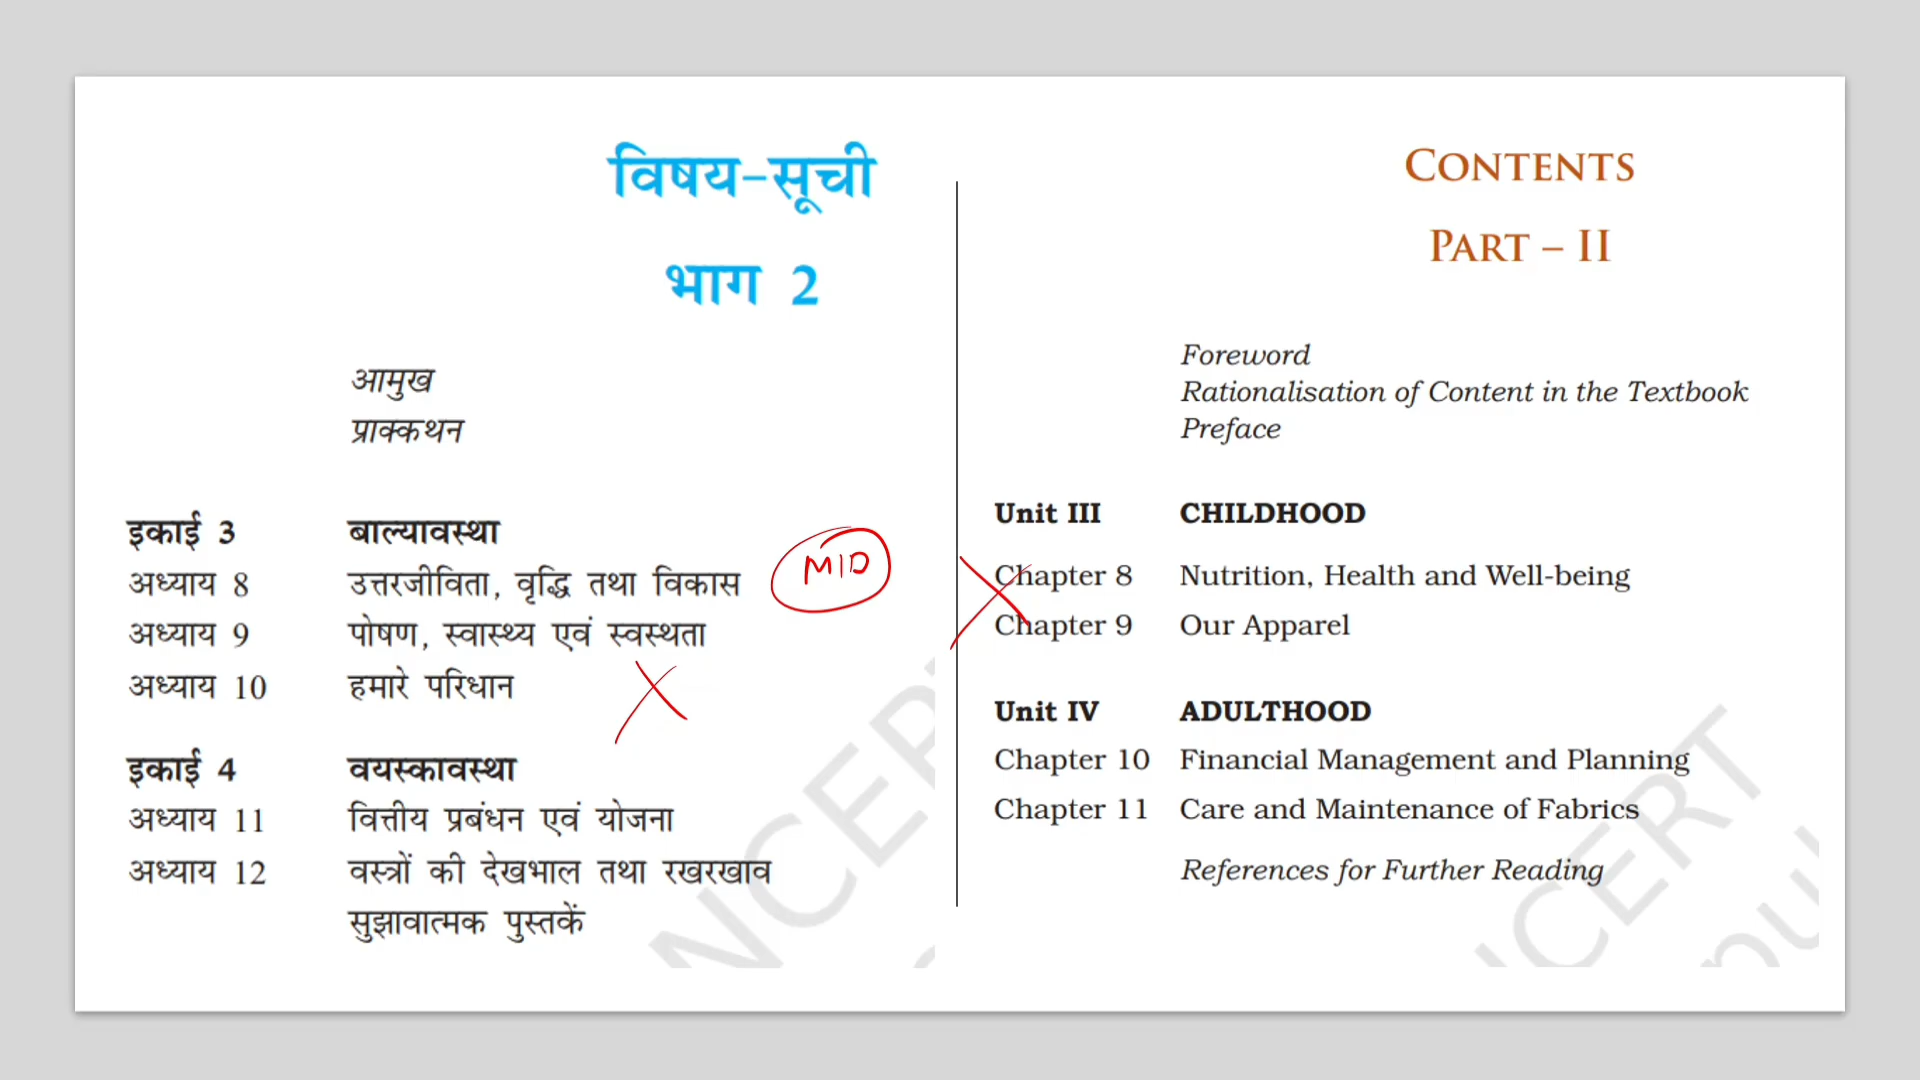 विषय-सूची
भाग 2
आमुख
प्राक्कथन
इकाई 3 बाल्यावस्था
अध्याय 8 उत्तरजीविता, वृद्धि तथा विकास
MID
अध्याय 9 पोषण, स्वास्थ्य एवं स्वस्थता
अध्याय 10 हमारे परिधान
इकाई 4 वयस्कावस्था
अध्याय 11 वित्तीय प्रबंधन एवं योजना
अध्याय 12 वस्त्रों की देखभाल तथा रखरखाव
सुझावात्मक पुस्तकें
CONTENTS
PART – II
Foreword
Rationalisation of Content in the Textbook
Preface
Unit III CHILDHOOD
Chapter 8 Nutrition, Health and Well-being
Chapter 9 Our Apparel
Unit IV ADULTHOOD
Chapter 10 Financial Management and Planning
Chapter 11 Care and Maintenance of Fabrics
References for Further Reading